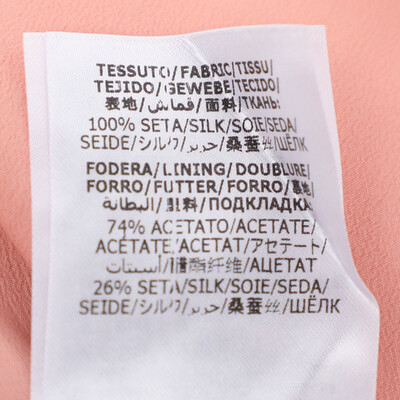 TESSUTO/FABRIC/TISSU/
TEJIDO/GEWEBE/TECIDO/
表地/قماش/面料/ТКАНЬ:
100% SETA/SILK/SOIE/SEDA/
SEIDE/シルク/حرير/桑蚕丝/ШЁЛК
FODERA/LINING/DOUBLURE/
FORRO/FUTTER/FORRO/裏地/
البطانة/里料/ПОДКЛАДКА:
74% ACETATO/ACETATE/
ACÉTATE/ACETAT/アセテート/
أسيتات/醋酯纤维/АЦЕТАТ
26% SETA/SILK/SOIE/SEDA/
SEIDE/シルク/حرير/桑蚕丝/ШЁЛК